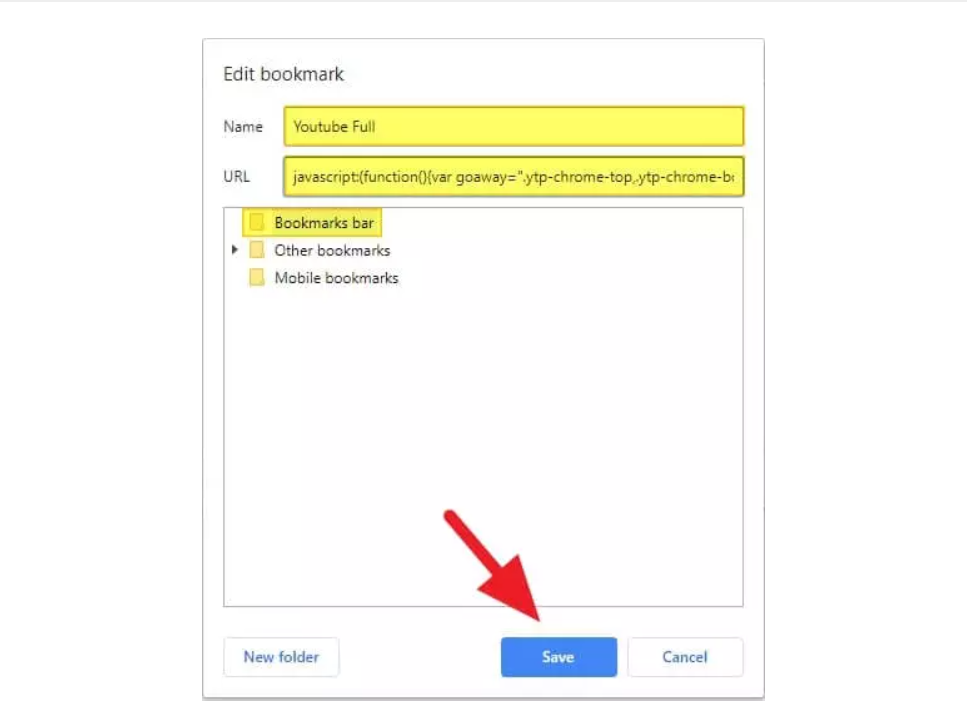 Edit bookmark
Name Youtube Full
URL javascript:(function(){var goaway=".ytp-chrome-top,.ytp-chrome-bo
Bookmarks bar
Other bookmarks
Mobile bookmarks
New folder Save Cancel